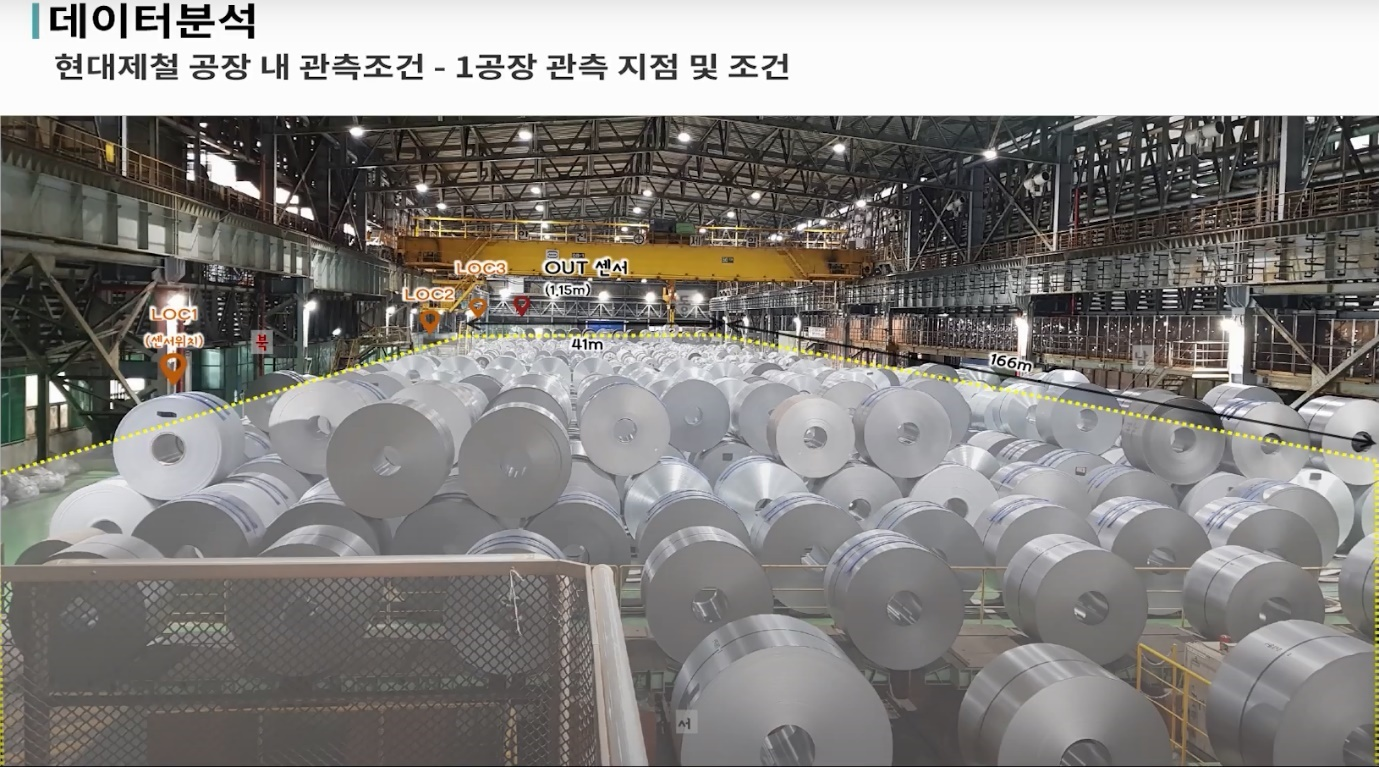 데이터분석
현대제철 공장 내 관측조건 - 1공장 관측 지점 및 조건
LOC3
OUT 센서
(1.15m)
LOC2
LOC1
(센서위치)
북
41m
166m
남
서